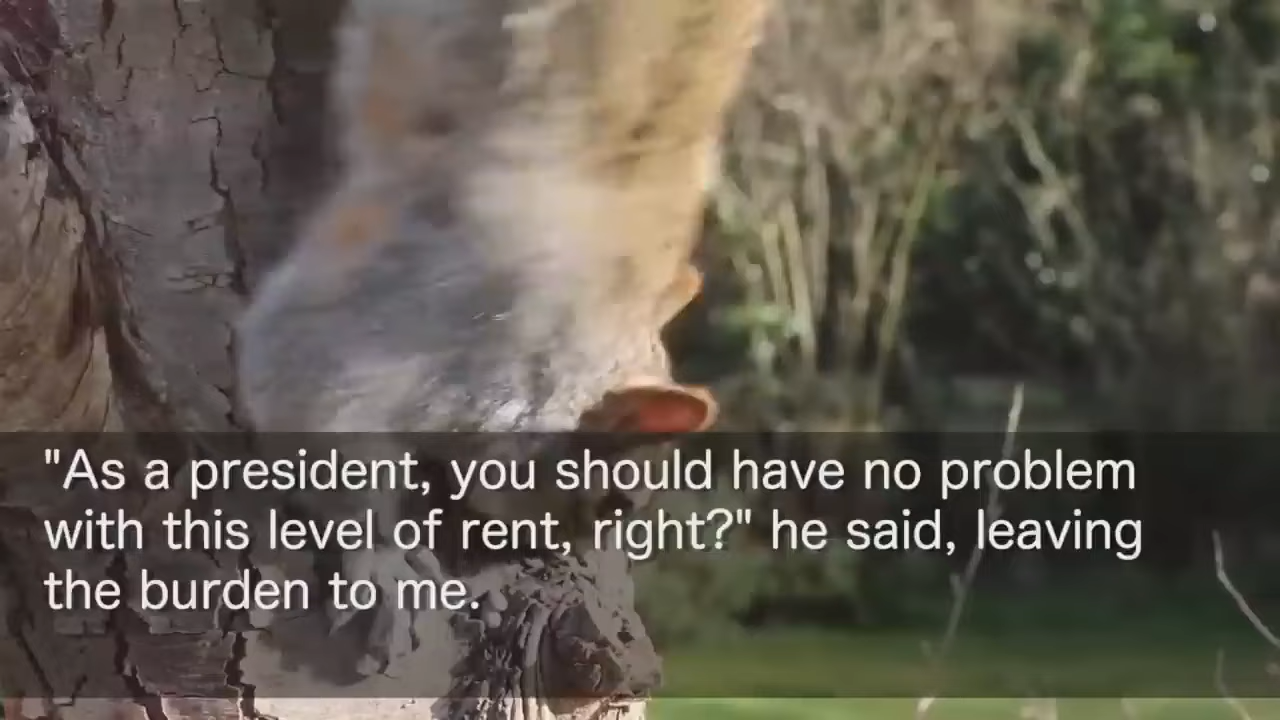 "As a president, you should have no problem
with this level of rent, right?" he said, leaving
the burden to me.